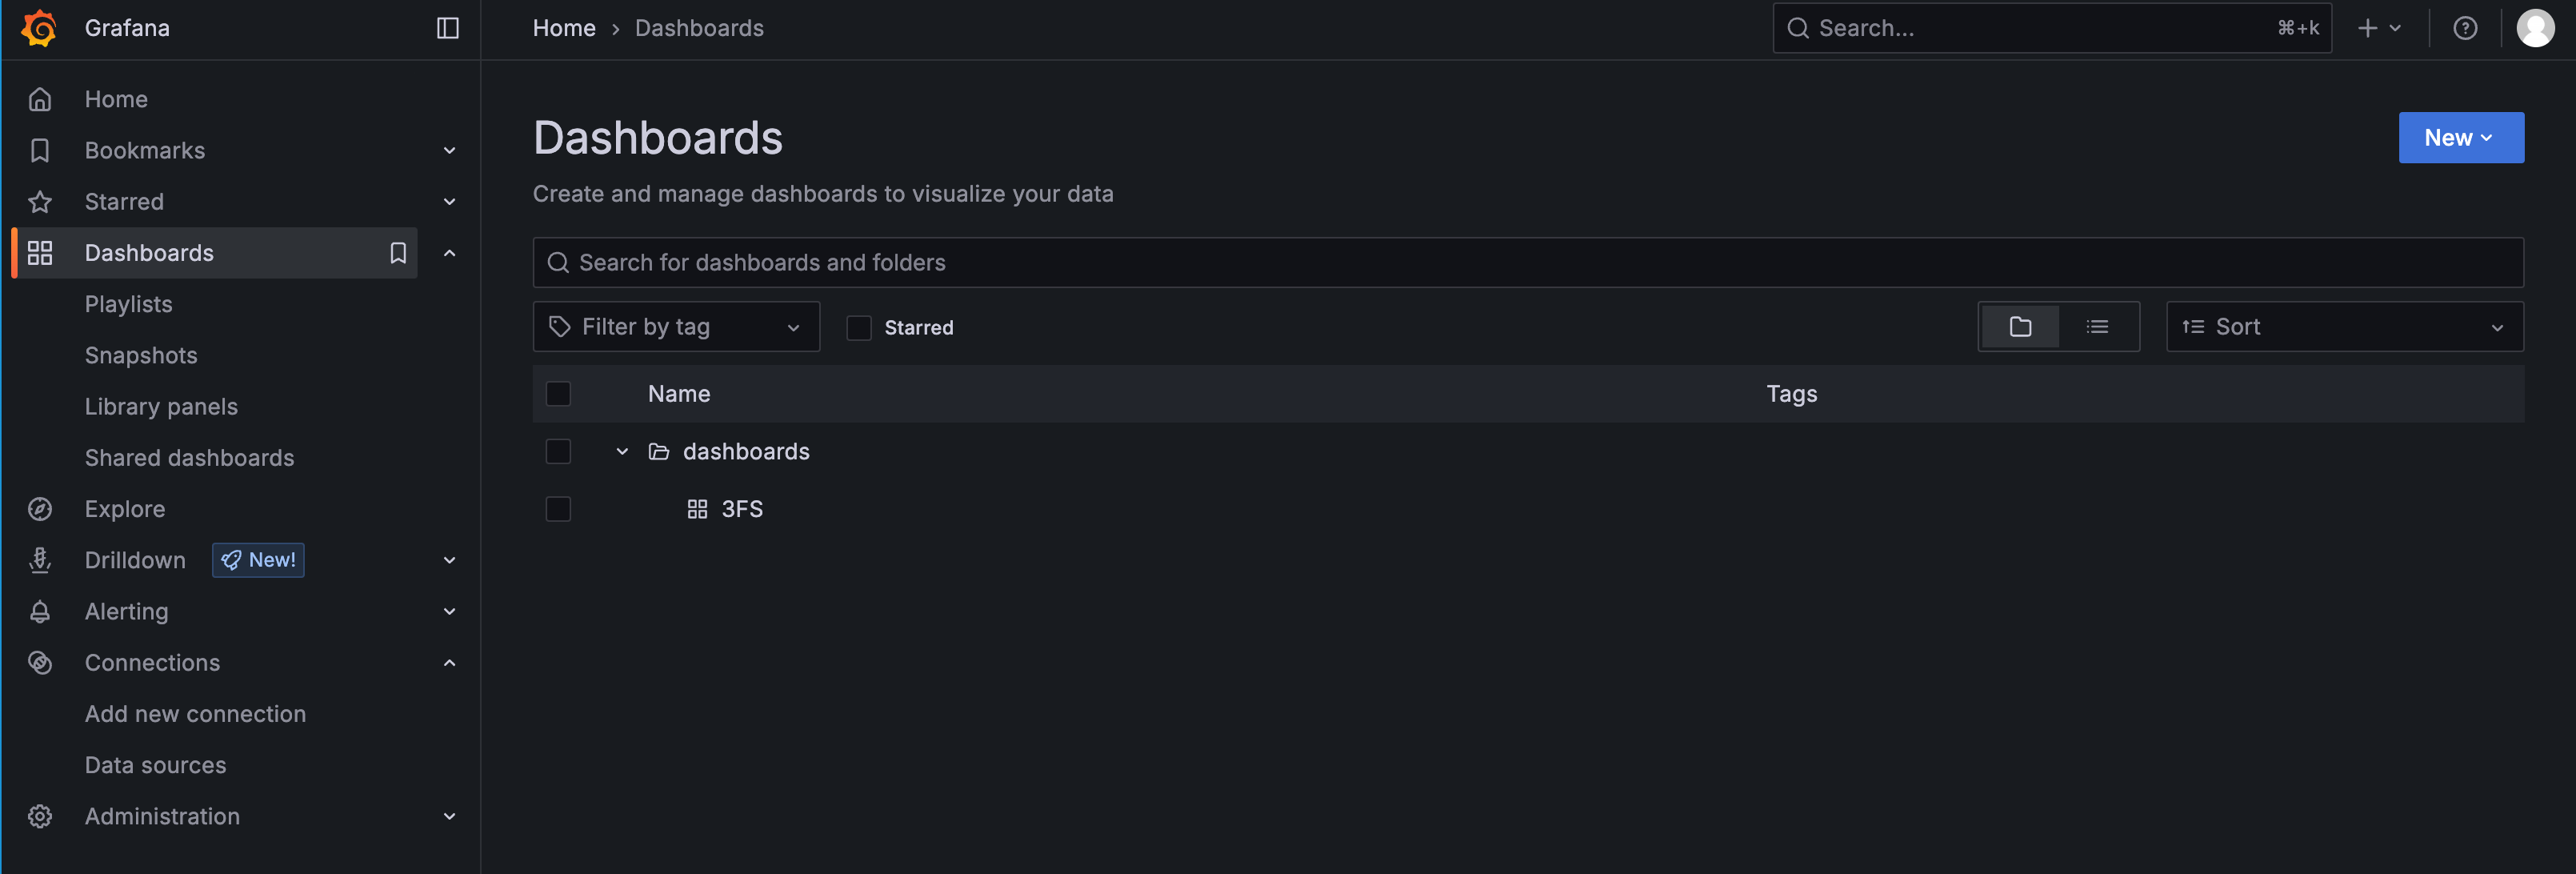 Grafana
Home > Dashboards
Search...
⌘+k
Home
Bookmarks
Starred
Dashboards
Playlists
Snapshots
Library panels
Shared dashboards
Explore
Drilldown New!
Alerting
Connections
Add new connection
Data sources
Administration
Dashboards
New
Create and manage dashboards to visualize your data
Search for dashboards and folders
Filter by tag
Starred
Sort
Name Tags
dashboards
3FS